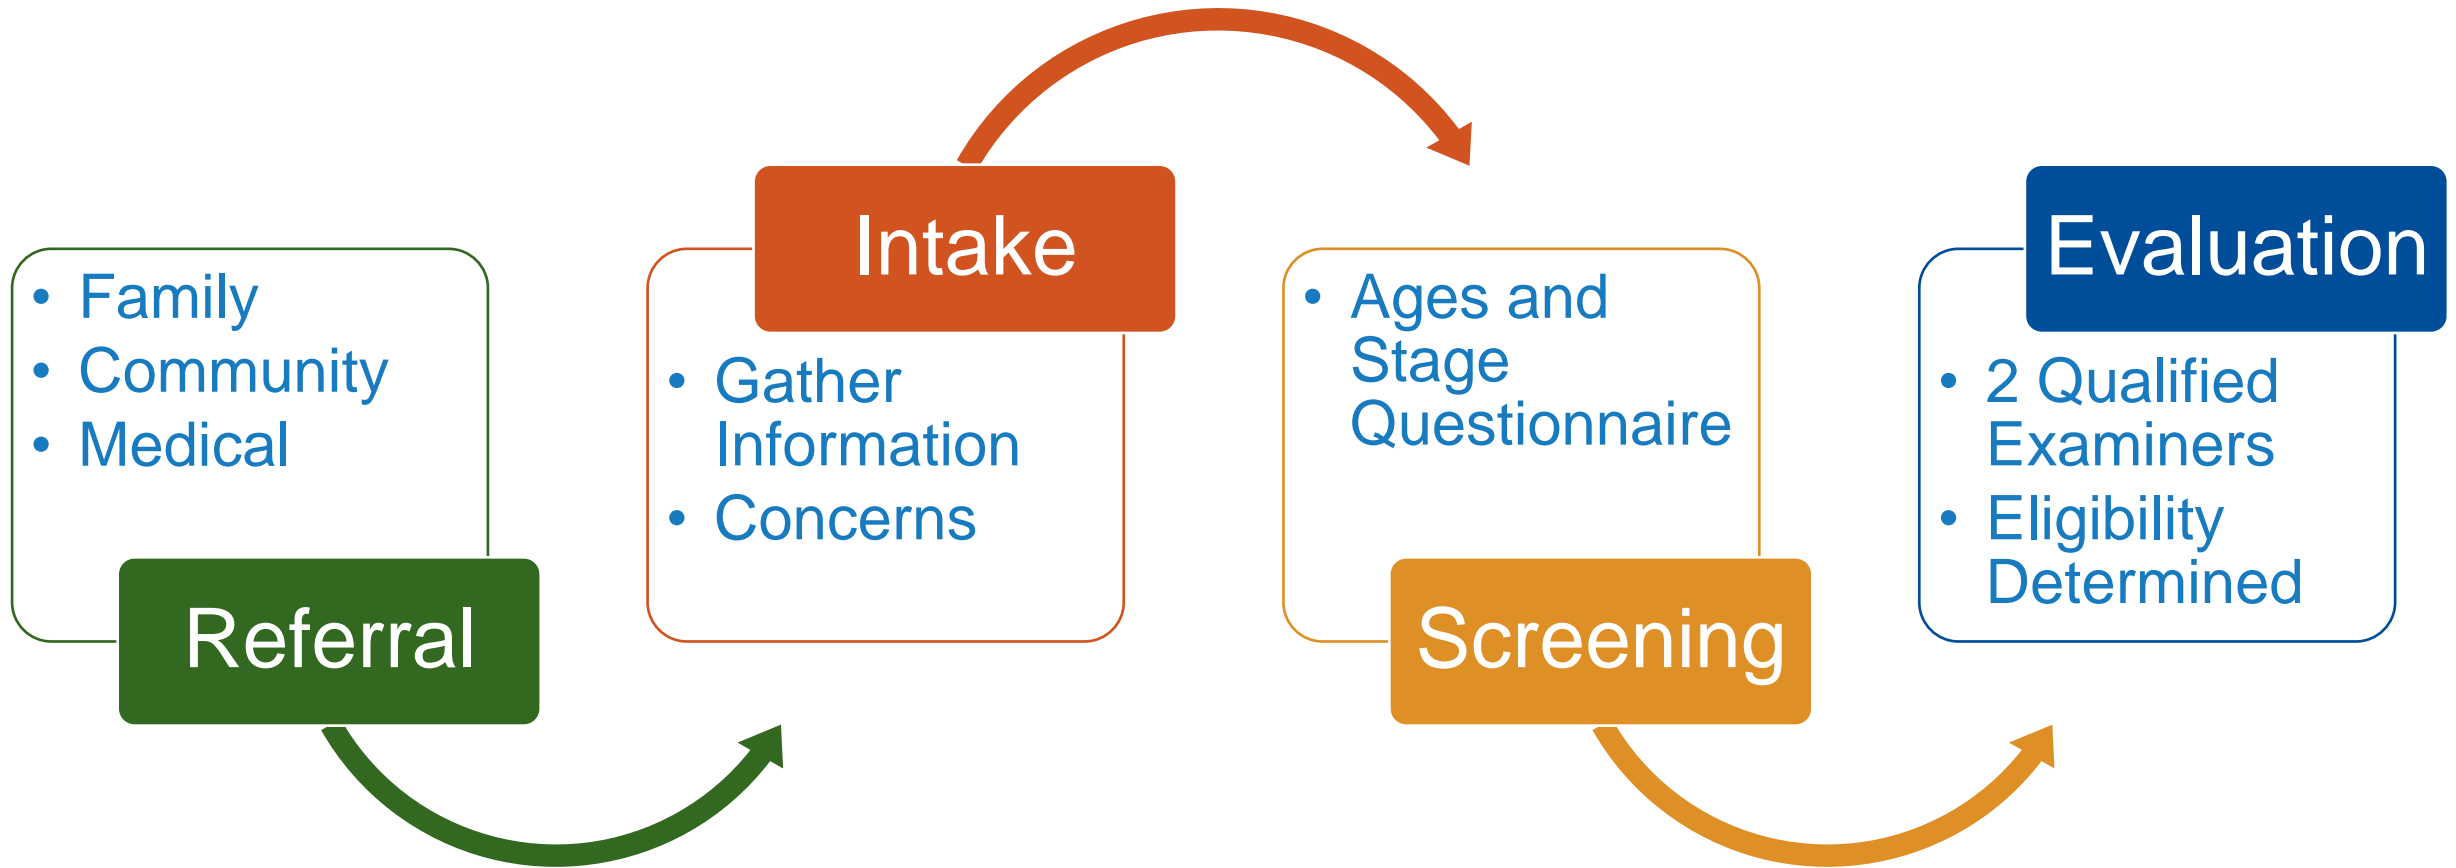 • Family
• Community
• Medical
Referral
Intake
• Gather
Information
• Concerns
• Ages and
Stage
Questionnaire
Screening
Evaluation
• 2 Qualified
Examiners
• Eligibility
Determined